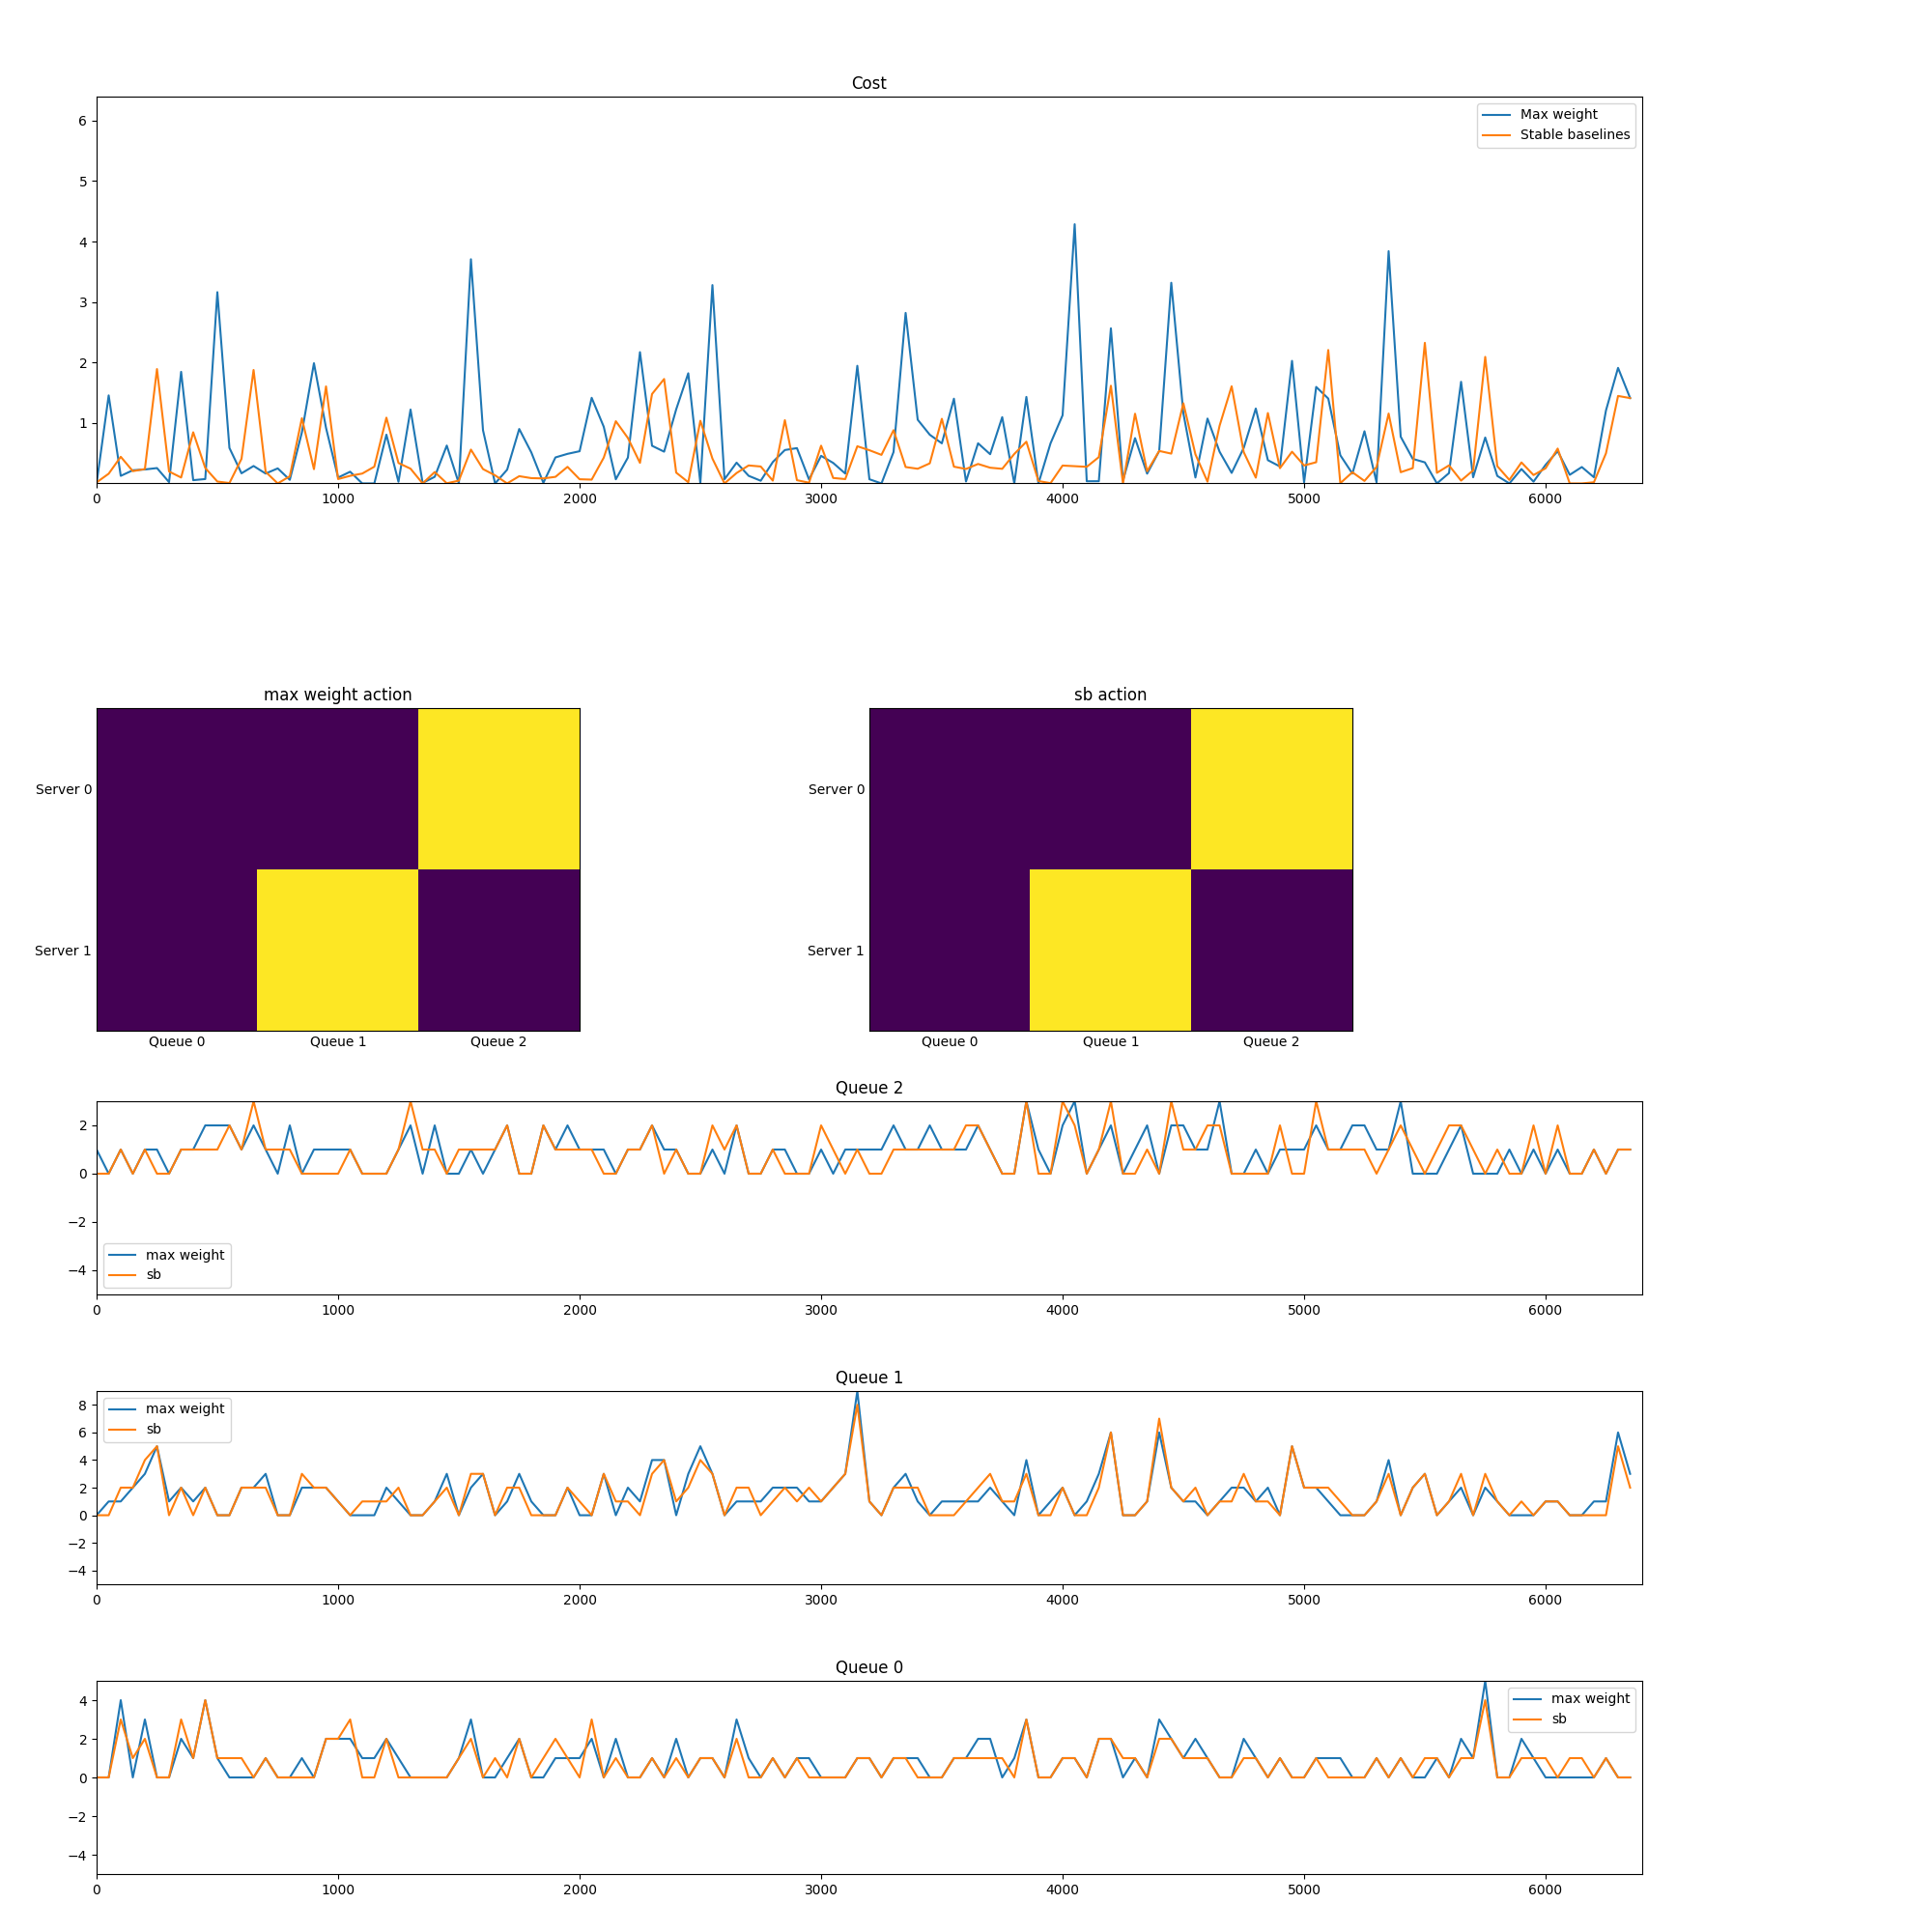 Cost
Max weight
Stable baselines
6
5
4
3
2
1
0 1000 2000 3000 4000 5000 6000
max weight action
sb action
Server 0
Server 1
Queue 0 Queue 1 Queue 2
Server 0
Server 1
Queue 0 Queue 1 Queue 2
Queue 2
2
0
−2
−4
max weight
sb
0 1000 2000 3000 4000 5000 6000
Queue 1
8
6
4
2
0
−2
−4
max weight
sb
0 1000 2000 3000 4000 5000 6000
Queue 0
4
2
0
−2
−4
max weight
sb
0 1000 2000 3000 4000 5000 6000